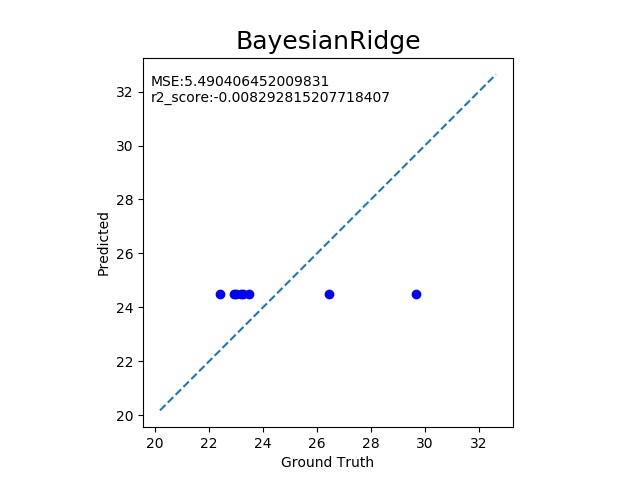 BayesianRidge
MSE:5.490406452009831
r2_score:-0.008292815207718407
32
30
28
26
24
22
20
Predicted
20 22 24 26 28 30 32
Ground Truth